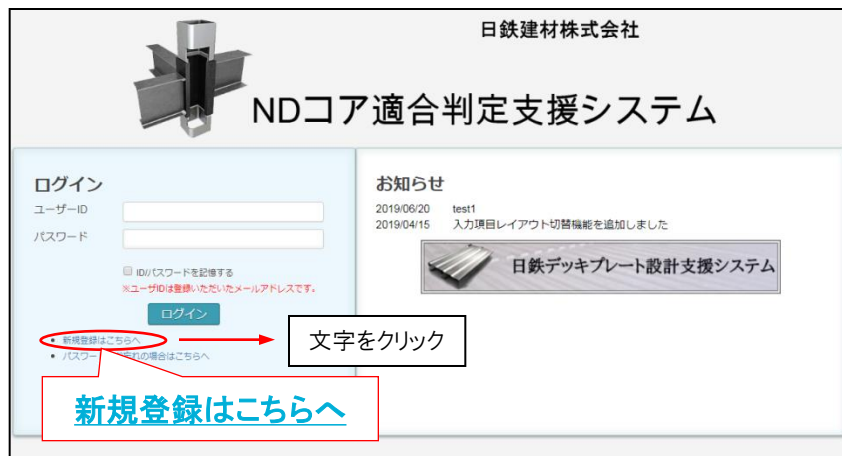 日鉄建材株式会社
NDコア適合判定支援システム
ログイン
ユーザーID
パスワード
ID/パスワードを記憶する
※ユーザIDは登録いただいたメールアドレスです。
ログイン
新規登録はこちらへ
パスワー 忘れの場合はこちらへ
文字をクリック
新規登録はこちらへ
お知らせ
2019/06/20 test1
2019/04/15 入力項目レイアウト切替機能を追加しました
日鉄デッキプレート設計支援システム